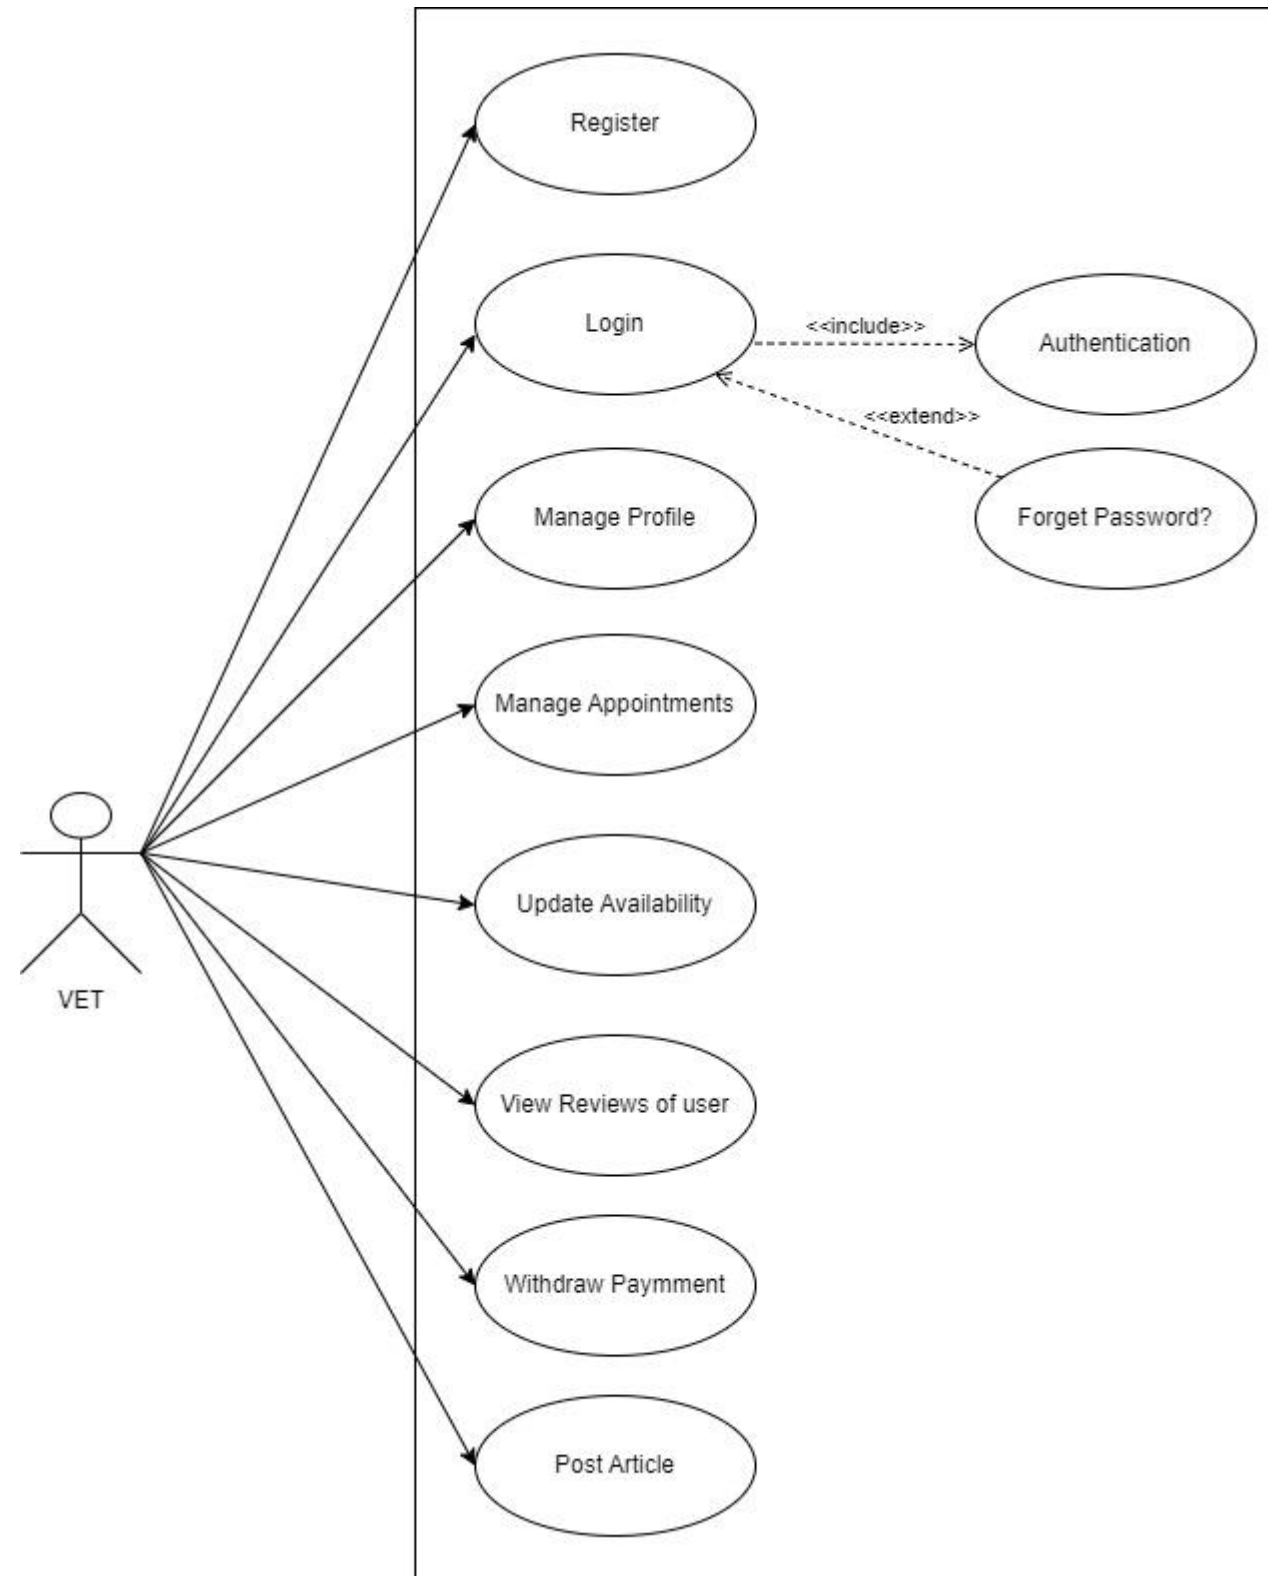 Register
Login
<<include>>
Authentication
<<extend>>
Manage Profile
Forget Password?
Manage Appointments
Update Availability
VET
View Reviews of user
Withdraw Paymment
Post Article